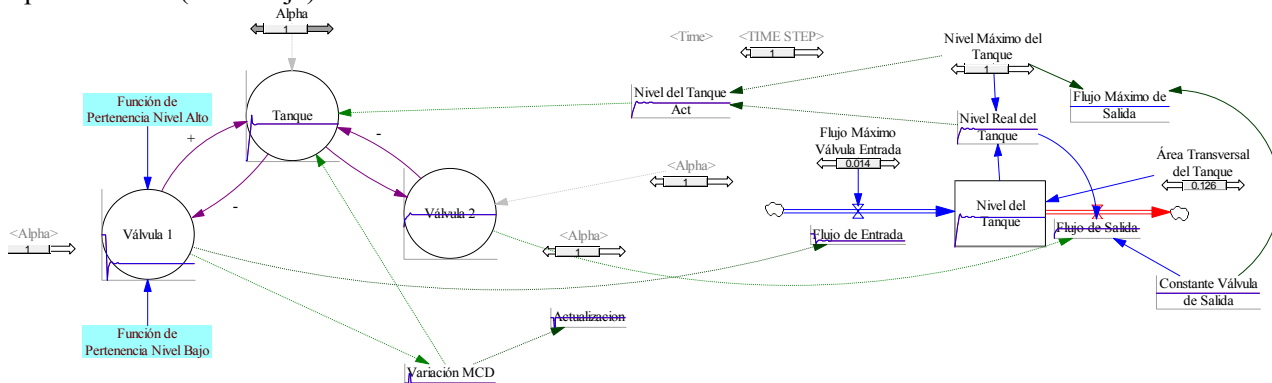 Alpha
1
<Time>
<TIME STEP>
1
Nivel Máximo del
Tanque
1
Función de
Pertenencia Nivel Alto
Tanque
+
-
-
Nivel del Tanque
Act
Flujo Máximo de
Salida
Nivel Real del
Tanque
Flujo Máximo
Válvula Entrada
0.014
Área Transversal
del Tanque
0.126
<Alpha>
1
Válvula 1
<Alpha>
1
Válvula 2
<Alpha>
1
Nivel del
Tanque
Flujo de Entrada
Flujo de Salida
Constante Válvula
de Salida
Función de
Pertenencia Nivel Bajo
Actualizacion
Variación MCD